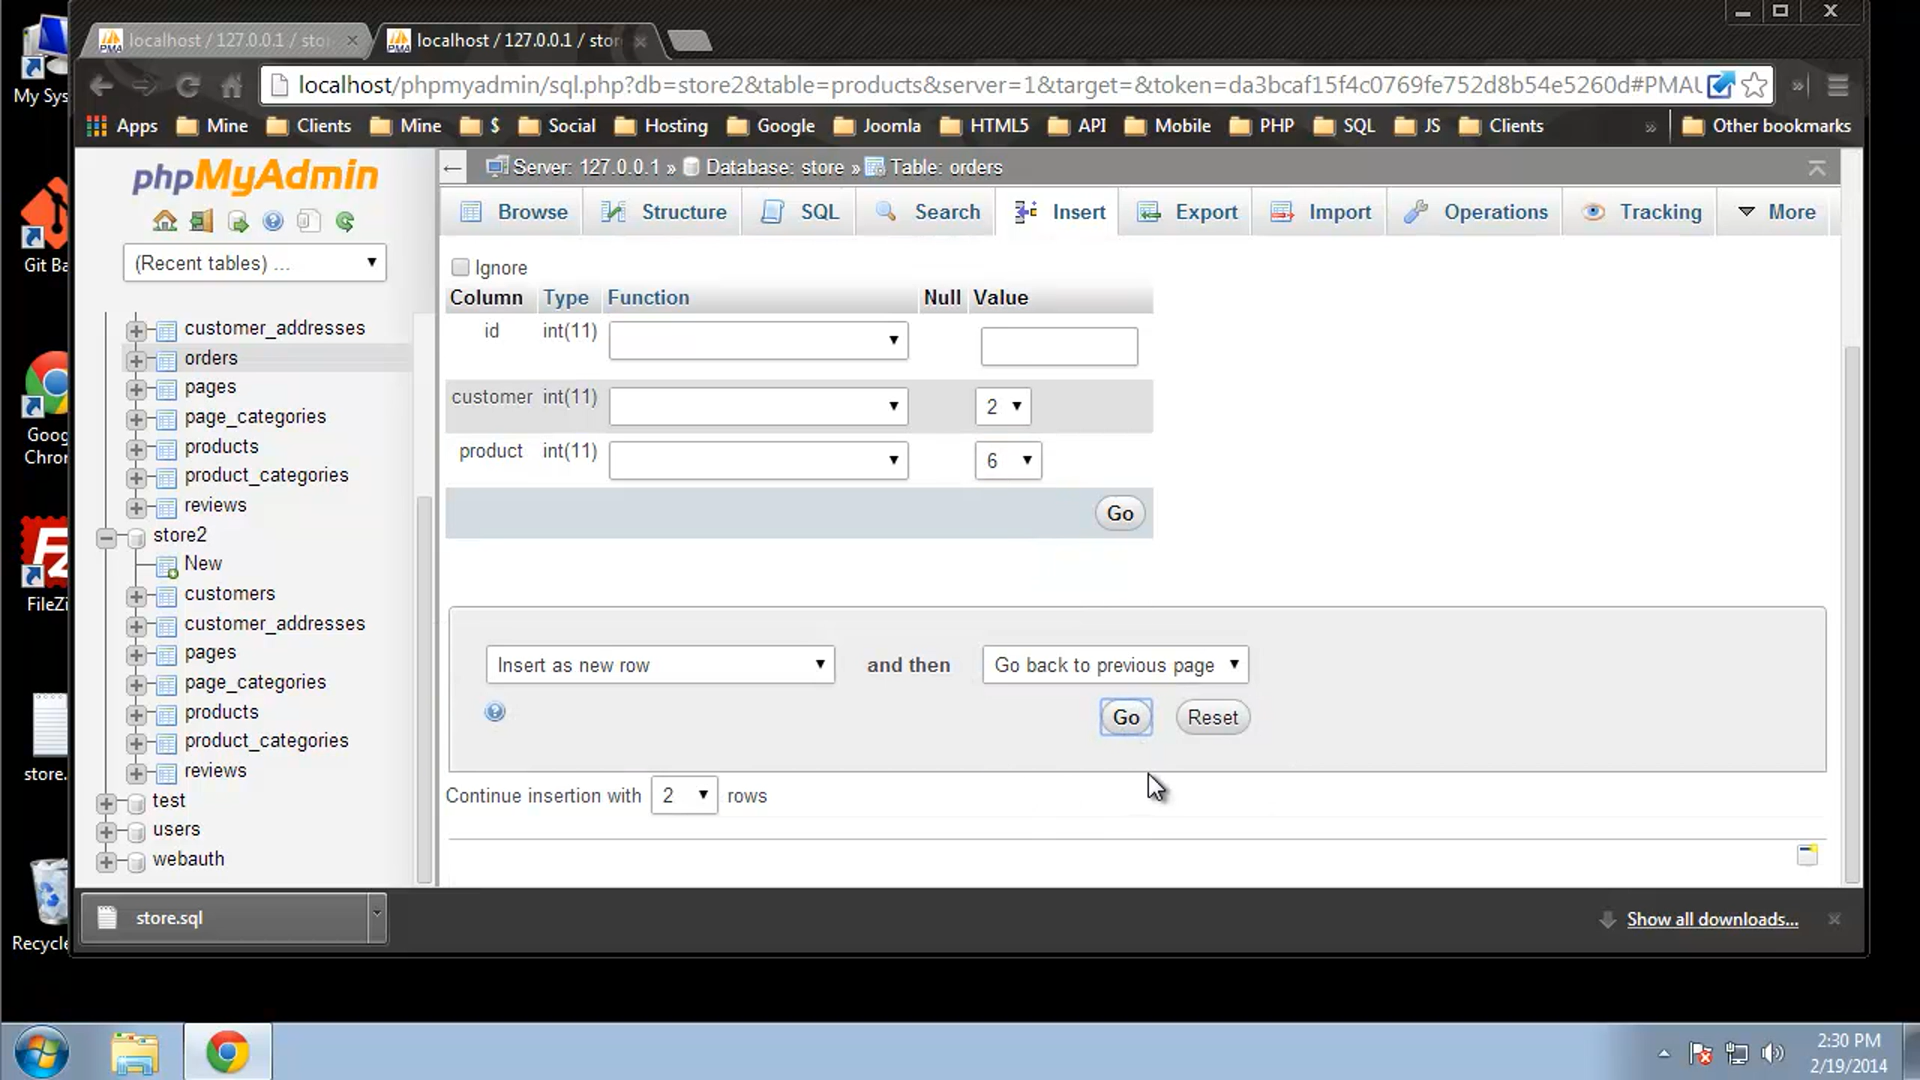 localhost / 127.0.0.1 / stor
localhost / 127.0.0.1 / stor
localhost/phpmyadmin/sql.php?db=store2&table=products&server=1&target=&token=da3bcaf15f4c0769fe752d8b54e5260d#PMAU
Apps Mine Clients Mine $ Social Hosting Google Joomla HTML5 API Mobile PHP SQL JS Clients » Other bookmarks
My Sys
Git Ba
Goog
Chron
FileZi
store.
Recycle
phpMyAdmin
(Recent tables) ...
customer_addresses
orders
pages
page_categories
products
product_categories
reviews
store2
New
customers
customer_addresses
pages
page_categories
products
product_categories
reviews
test
users
webauth
Server: 127.0.0.1 » Database: store » Table: orders
Browse Structure SQL Search Insert Export Import Operations Tracking More
Ignore
Column Type Function Null Value
id int(11)
customer int(11) 2
product int(11) 6
Go
Insert as new row and then Go back to previous page
Go Reset
Continue insertion with 2 rows
store.sql
Show all downloads...
2:30 PM
2/19/2014